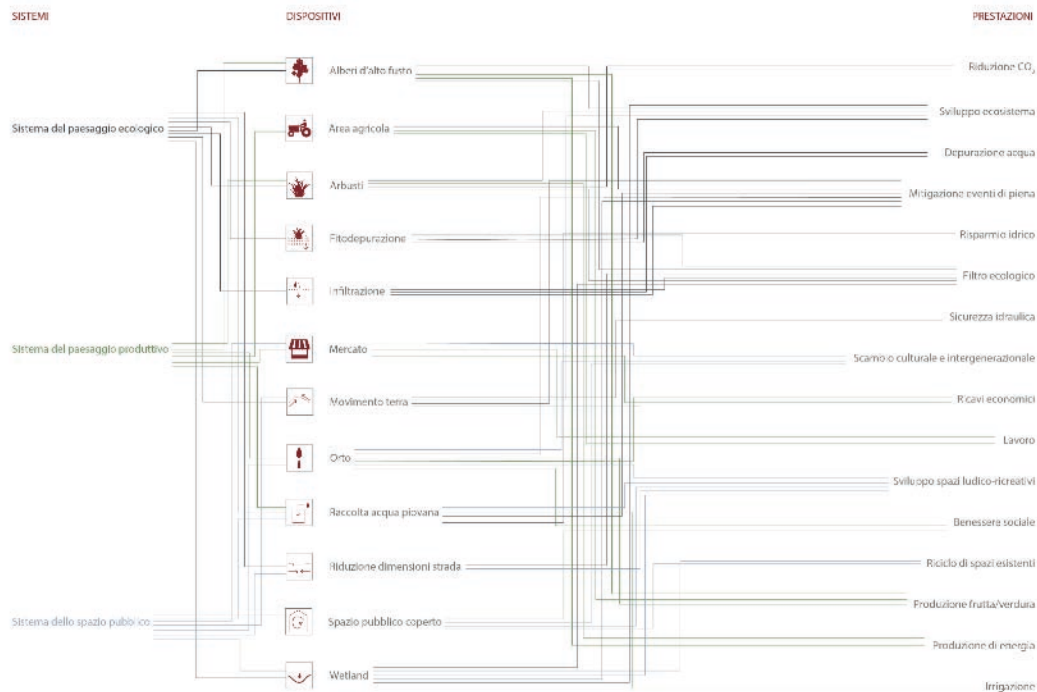 SISTEMI
DISPOSITIVI
PRESTAZIONI
Sistema del paesaggio ecologico
Sistema del paesaggio produttivo
Sistema dello spazio pubblico
Alberi d'alto fusto
Area agricola
Arbusti
Fitodepurazione
Infiltrazione
Mercato
Movimento terra
Orto
Raccolta acqua piovana
Riduzione dimensioni strada
Spazio pubblico coperto
Wetland
Riduzione CO₂
Sviluppo ecosistema
Depurazione acqua
Mitigazione eventi di piena
Risparmio idrico
Filtro ecologico
Sicurezza idraulica
Scambio culturale e intergenerazionale
Ricavi economici
Lavoro
Sviluppo spazi ludico-ricreativi
Benessere sociale
Riciclo di spazi esistenti
Produzione frutta/verdura
Produzione di energia
Irrigazione